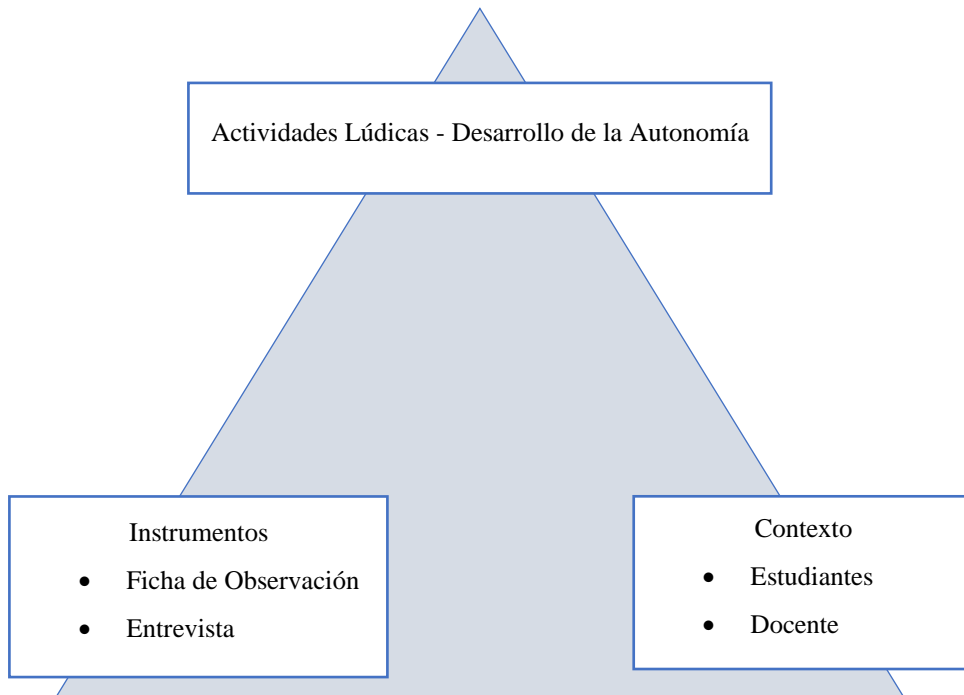 Actividades Lúdicas - Desarrollo de la Autonomía
Instrumentos
• Ficha de Observación
• Entrevista
Contexto
• Estudiantes
• Docente